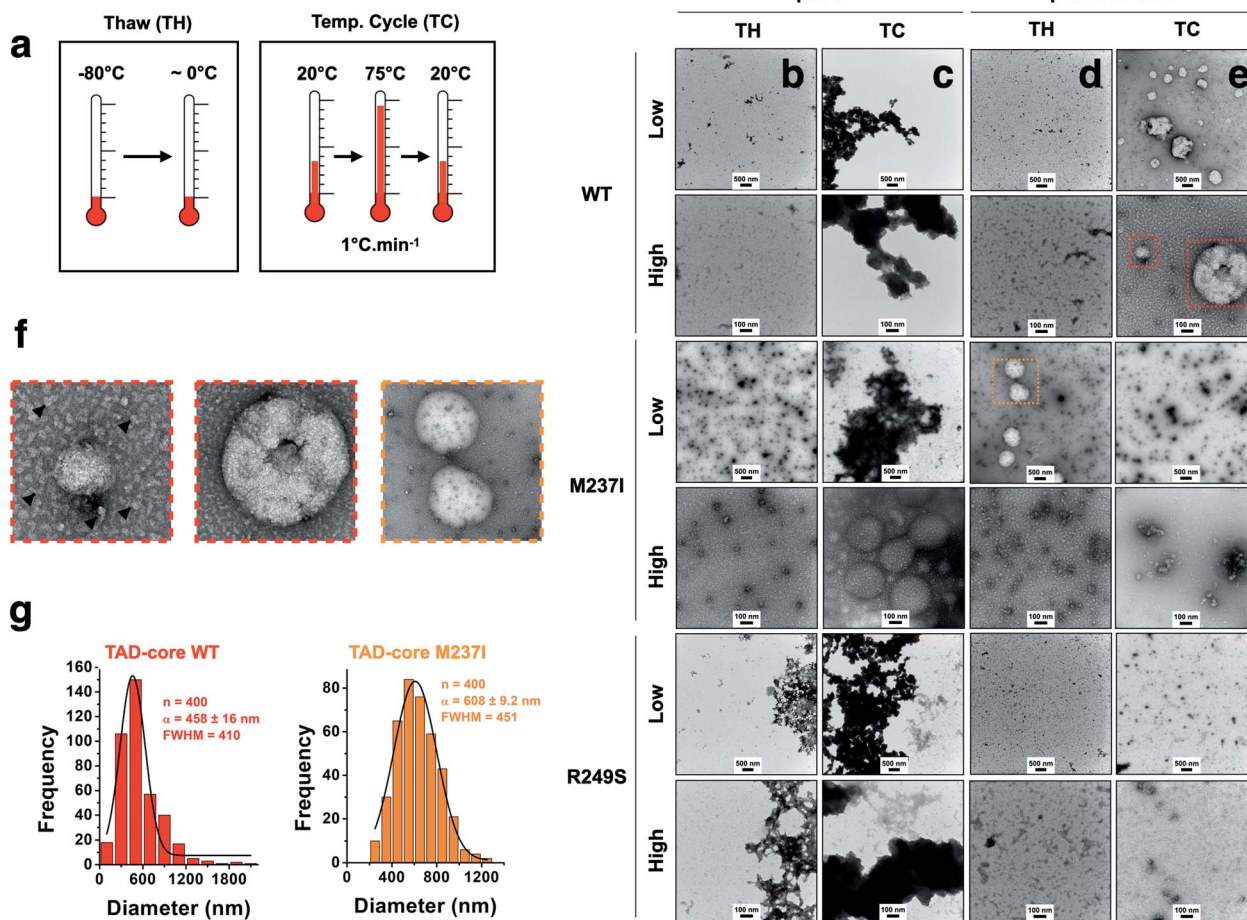 a
Thaw (TH)
Temp. Cycle (TC)
-80°C
~ 0°C
20°C
75°C
20°C
1°C.min⁻¹
TH
TC
TH
TC
b
c
d
e
WT
Low
500 nm
500 nm
500 nm
500 nm
High
100 nm
100 nm
100 nm
100 nm
M237I
Low
500 nm
500 nm
500 nm
500 nm
High
100 nm
100 nm
100 nm
100 nm
R249S
Low
500 nm
500 nm
500 nm
500 nm
High
100 nm
100 nm
100 nm
100 nm
f
g
TAD-core WT
n = 400
α = 458 ± 16 nm
FWHM = 410
Frequency
160
140
120
100
80
60
40
20
0
0
600
1200
1800
Diameter (nm)
TAD-core M237I
n = 400
α = 608 ± 9.2 nm
FWHM = 451
Frequency
80
60
40
20
0
0
400
800
1200
Diameter (nm)